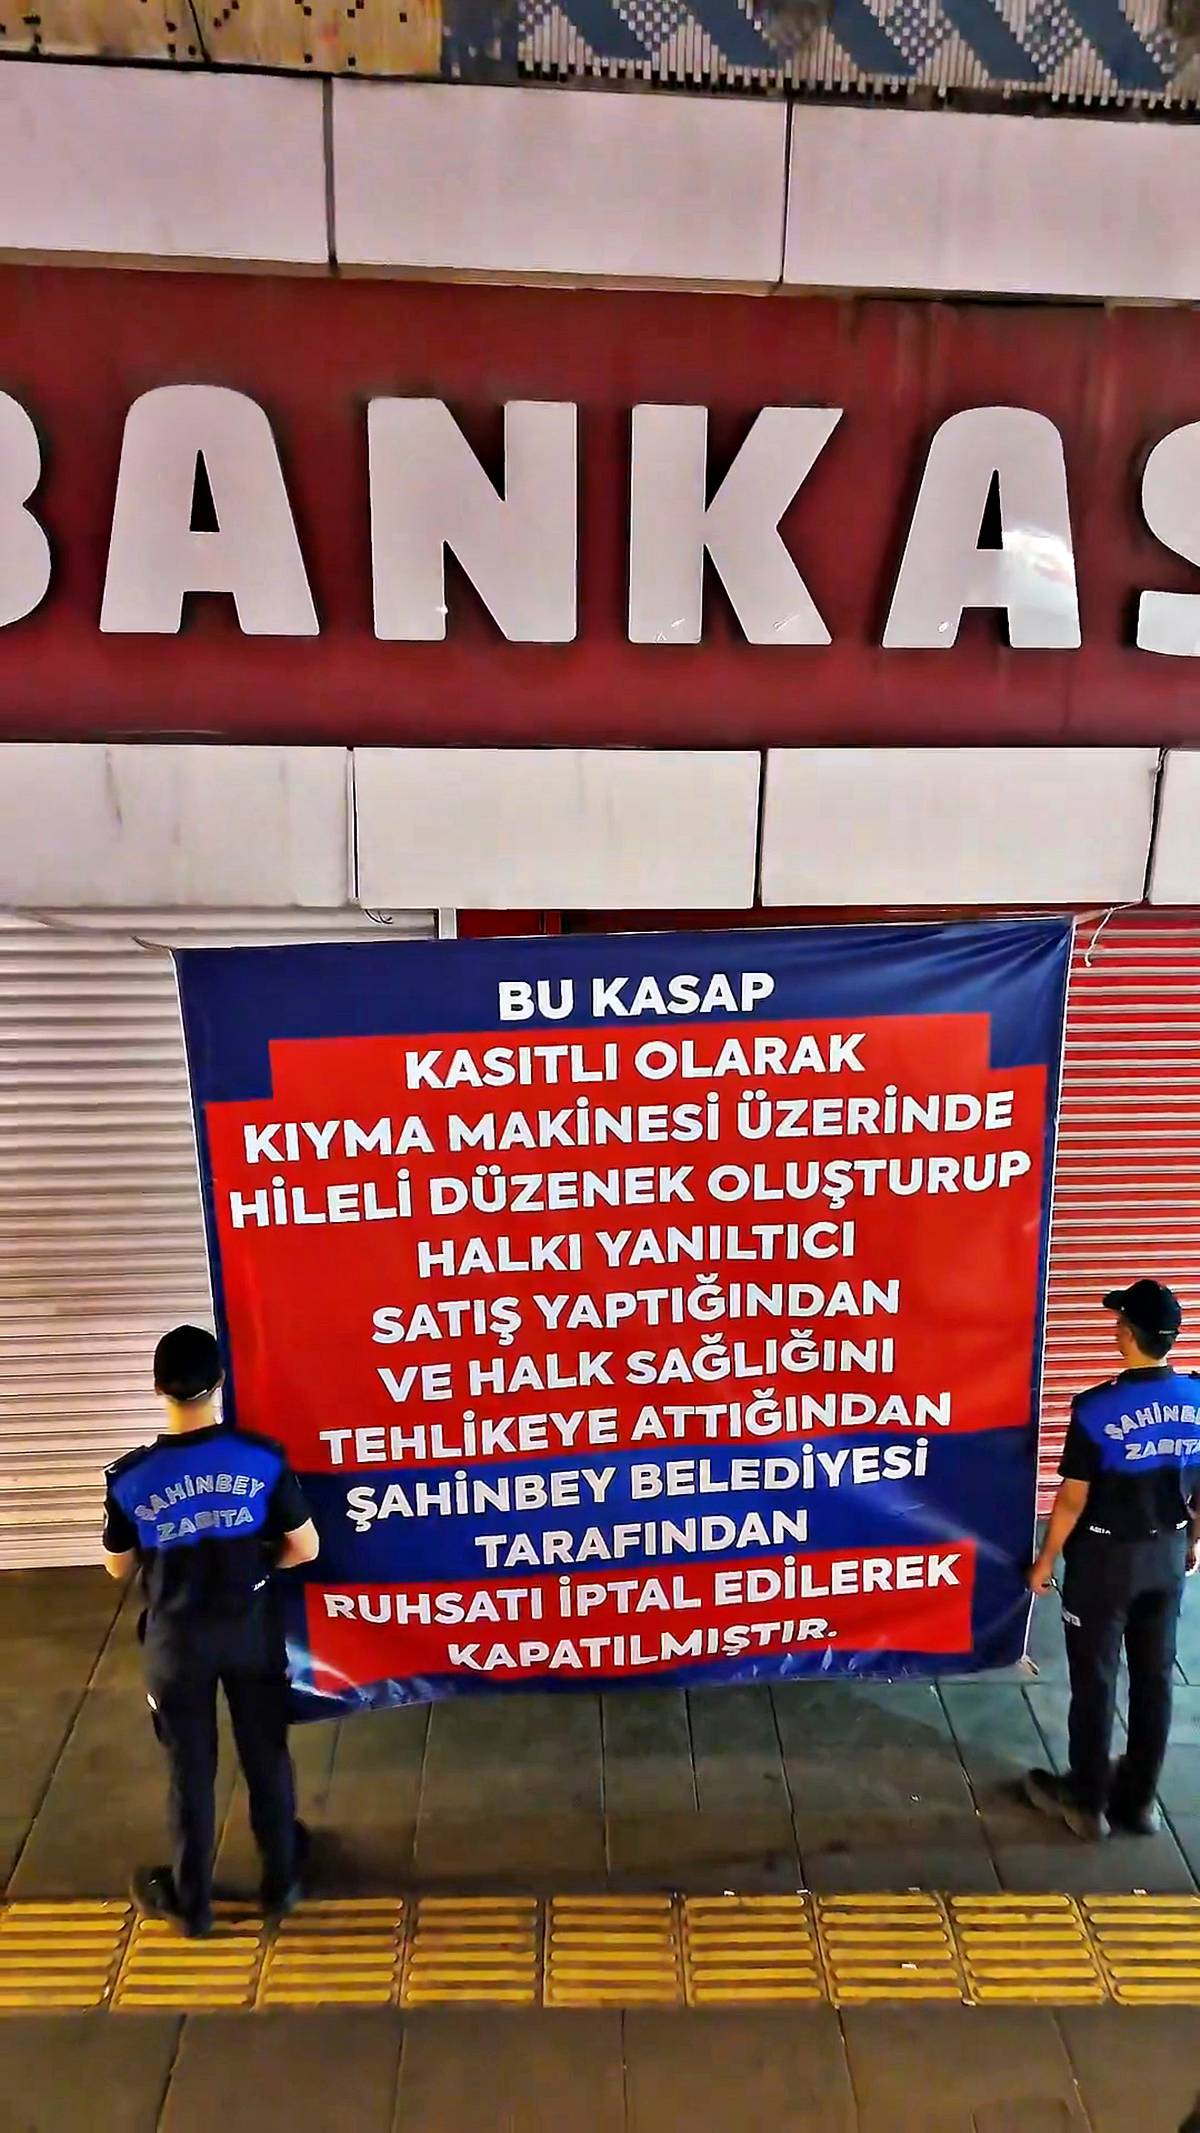 BANKAS
BU KASAP
KASITLI OLARAK
KIYMA MAKİNESİ ÜZERİNDE
HİLELİ DÜZENEK OLUŞTURUP
HALKI YANILTICI
SATIŞ YAPTIĞINDAN
VE HALK SAĞLIĞINI
TEHLİKEYE ATTIĞINDAN
ŞAHİNBEY BELEDİYESİ
TARAFINDAN
RUHSATI İPTAL EDİLEREK
KAPATILMIŞTIR.
ŞAHİNBEY
ZABITA
ŞAHİNBE
ZABITA